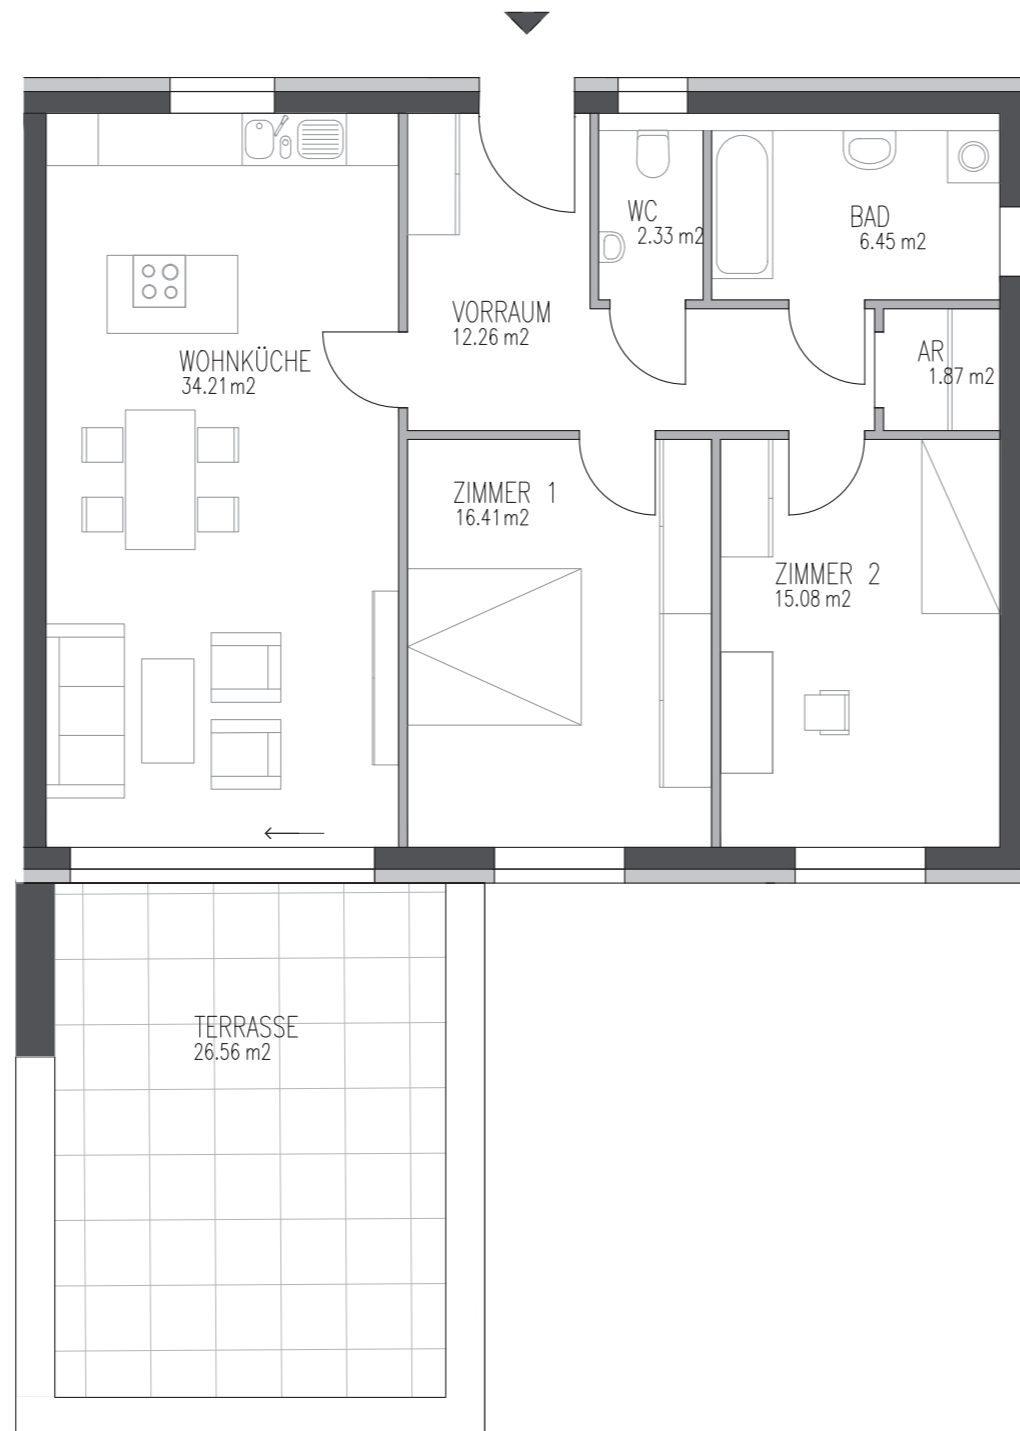 WC
2.33 m2
BAD
6.45 m2
VORRAUM
12.26 m2
WOHNKÜCHE
34.21 m2
AR
1.87 m2
ZIMMER 1
16.41 m2
ZIMMER 2
15.08 m2
TERRASSE
26.56 m2